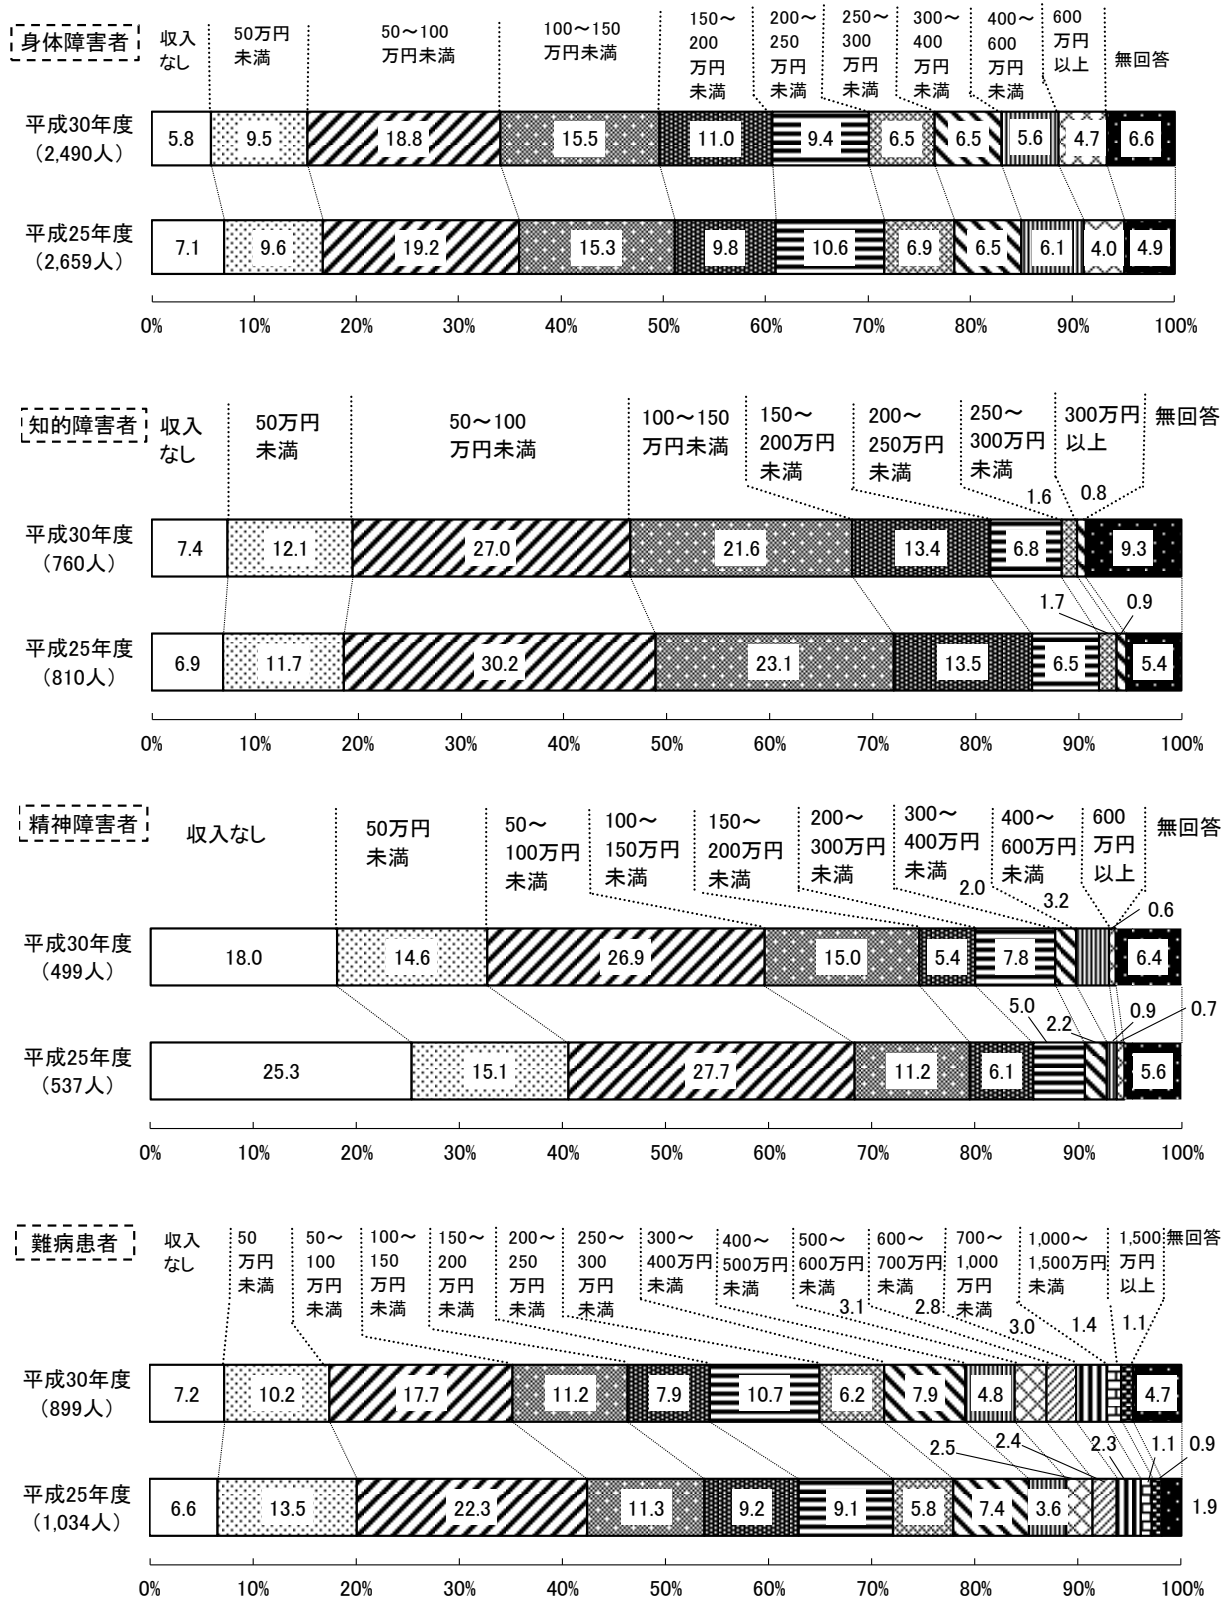 身体障害者
収入
なし
50万円
未満
50~100
万円未満
100~150
万円未満
150~
200
万円
未満
200~
250
万円
未満
250~
300
万円
未満
300~
400
万円
未満
400~
600
万円
未満
600
万円
以上
無回答
平成30年度
(2,490人)
5.8 9.5 18.8 15.5 11.0 9.4 6.5 6.5 5.6 4.7 6.6
平成25年度
(2,659人)
7.1 9.6 19.2 15.3 9.8 10.6 6.9 6.5 6.1 4.0 4.9
0% 10% 20% 30% 40% 50% 60% 70% 80% 90% 100%
知的障害者
収入
なし
50万円
未満
50~100
万円未満
100~150
万円未満
150~
200万円
未満
200~
250万円
未満
250~
300万円
未満
300万円
以上
無回答
1.6 0.8
平成30年度
(760人)
7.4 12.1 27.0 21.6 13.4 6.8 9.3
1.7 0.9
平成25年度
(810人)
6.9 11.7 30.2 23.1 13.5 6.5 5.4
0% 10% 20% 30% 40% 50% 60% 70% 80% 90% 100%
精神障害者
収入なし
50万円
未満
50~
100万円
未満
100~
150万円
未満
150~
200万円
未満
200~
300万円
未満
300~
400万円
未満
400~
600万円
未満
600
万円
以上
無回答
2.0 3.2 0.6
平成30年度
(499人)
18.0 14.6 26.9 15.0 5.4 7.8 6.4
5.0 2.2 0.9 0.7
平成25年度
(537人)
25.3 15.1 27.7 11.2 6.1 5.6
0% 10% 20% 30% 40% 50% 60% 70% 80% 90% 100%
難病患者
収入
なし
50
万円
未満
50~
100
万円
未満
100~
150
万円
未満
150~
200
万円
未満
200~
250
万円
未満
250~
300
万円
未満
300~
400万円
未満
400~
500万円
未満
500~
600万円
未満
600~
700万円
未満
700~
1,000
万円
未満
1,000~
1,500万円
未満
1,500
万円
以上
無回答
3.1 2.8 3.0 1.4 1.1
平成30年度
(899人)
7.2 10.2 17.7 11.2 7.9 10.7 6.2 7.9 4.8 4.7
2.5 2.4 2.3 1.1 0.9
平成25年度
(1,034人)
6.6 13.5 22.3 11.3 9.2 9.1 5.8 7.4 3.6 1.9
0% 10% 20% 30% 40% 50% 60% 70% 80% 90% 100%